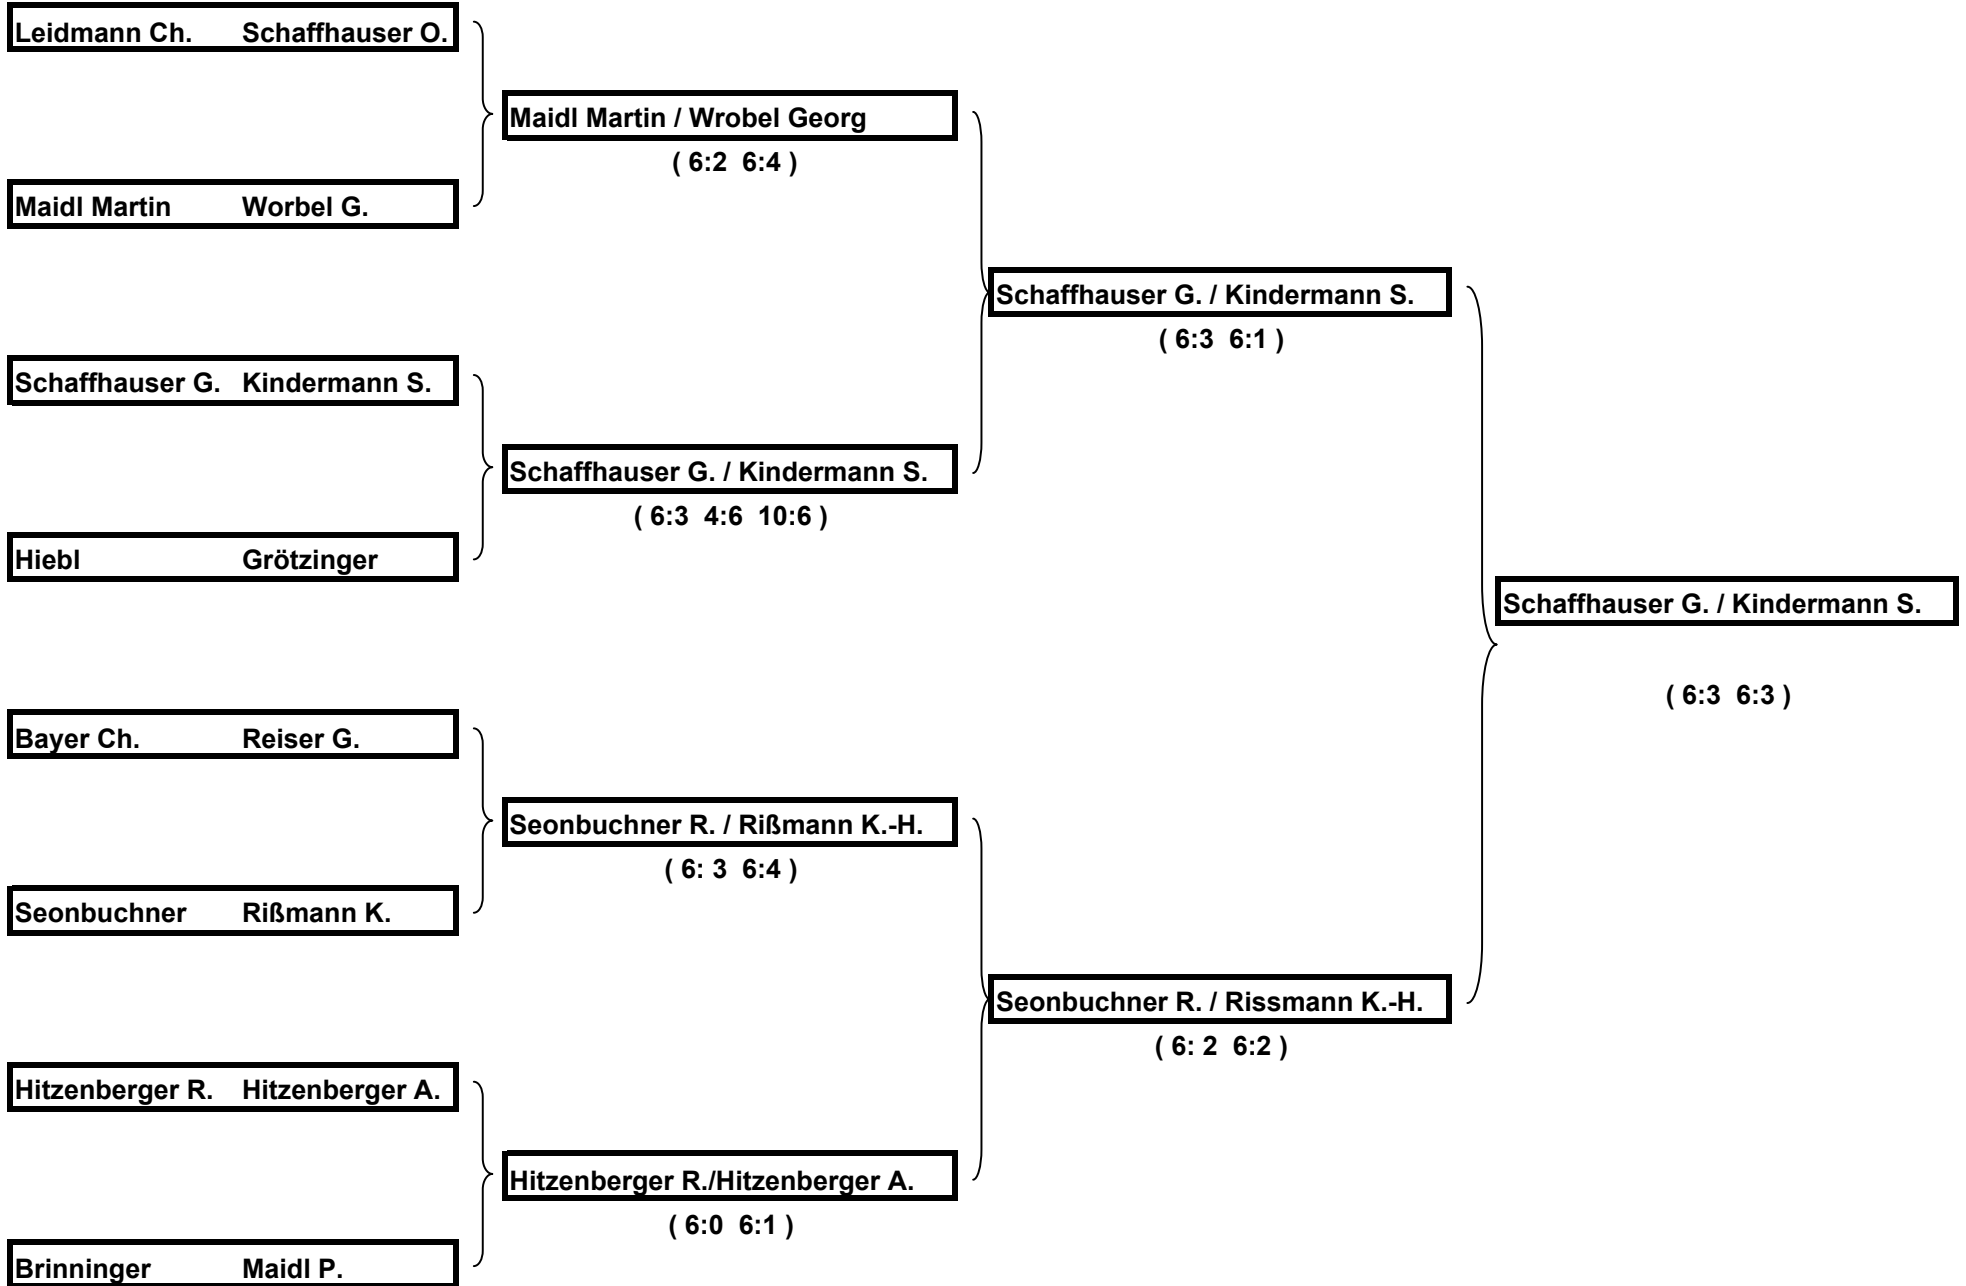 Leidmann Ch. Schaffhauser O.
Maidl Martin / Wrobel Georg
( 6:2 6:4 )
Maidl Martin Worbel G.
Schaffhauser G. / Kindermann S.
( 6:3 6:1 )
Schaffhauser G. Kindermann S.
Schaffhauser G. / Kindermann S.
( 6:3 4:6 10:6 )
Hiebl Grötzinger
Schaffhauser G. / Kindermann S.
( 6:3 6:3 )
Bayer Ch. Reiser G.
Seonbuchner R. / Rißmann K.-H.
( 6: 3 6:4 )
Seonbuchner Rißmann K.
Seonbuchner R. / Rissmann K.-H.
( 6: 2 6:2 )
Hitzenberger R. Hitzenberger A.
Hitzenberger R./Hitzenberger A.
( 6:0 6:1 )
Brinninger Maidl P.